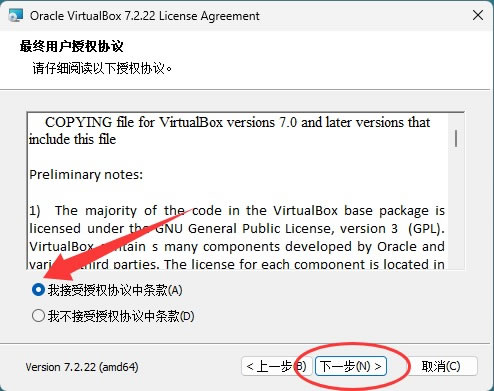 Oracle VirtualBox 7.2.22 License Agreement
最终用户授权协议
请仔细阅读以下授权协议。
COPYING file for VirtualBox versions 7.0 and later versions that
include this file
Preliminary notes:
1) The majority of the code in the VirtualBox base package is
licensed under the GNU General Public License, version 3 (GPL).
VirtualBox contain s many components developed by Oracle and
various third parties. The license for each component is located in
我接受授权协议中条款(A)
我不接受授权协议中条款(D)
Version 7.2.22 (amd64)
< 上一步(B)
下一步(N) >
取消(C)